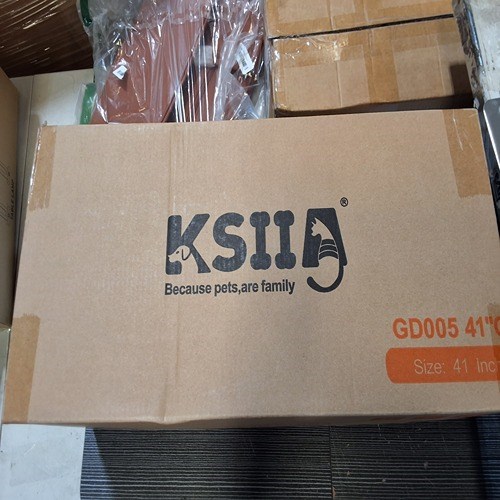 KSIIA®
Because pets,are family
GD005 41"
Size: 41 Inc